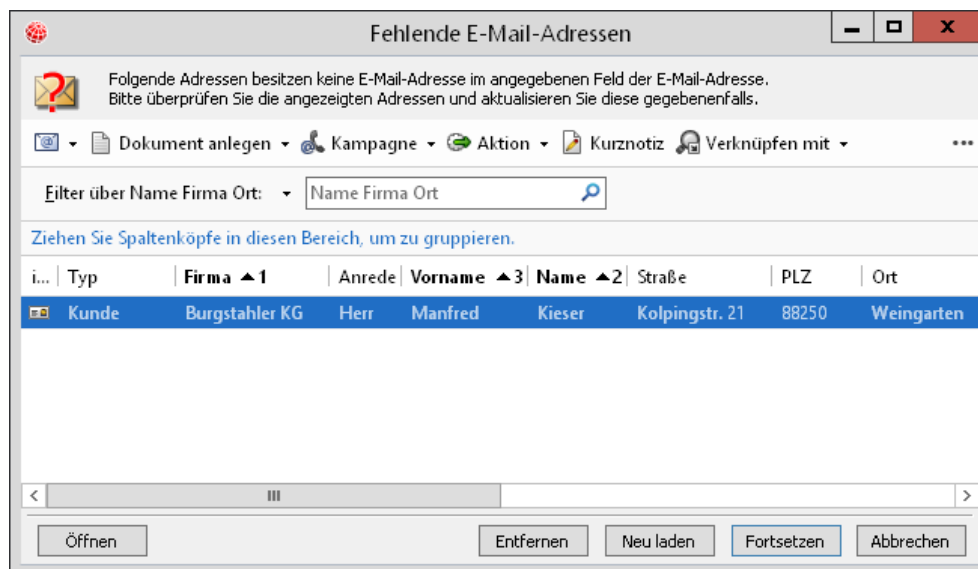 Fehlende E-Mail-Adressen
Folgende Adressen besitzen keine E-Mail-Adresse im angegebenen Feld der E-Mail-Adresse.
Bitte überprüfen Sie die angezeigten Adressen und aktualisieren Sie diese gegebenenfalls.
Dokument anlegen Kampagne Aktion Kurznotiz Verknüpfen mit ...
Filter über Name Firma Ort: Name Firma Ort
Ziehen Sie Spaltenköpfe in diesen Bereich, um zu gruppieren.
i... Typ Firma ▲1 Anrede Vorname ▲3 Name ▲2 Straße PLZ Ort
Kunde Burgstahler KG Herr Manfred Kieser Kolpingstr. 21 88250 Weingarten
Öffnen Entfernen Neu laden Fortsetzen Abbrechen